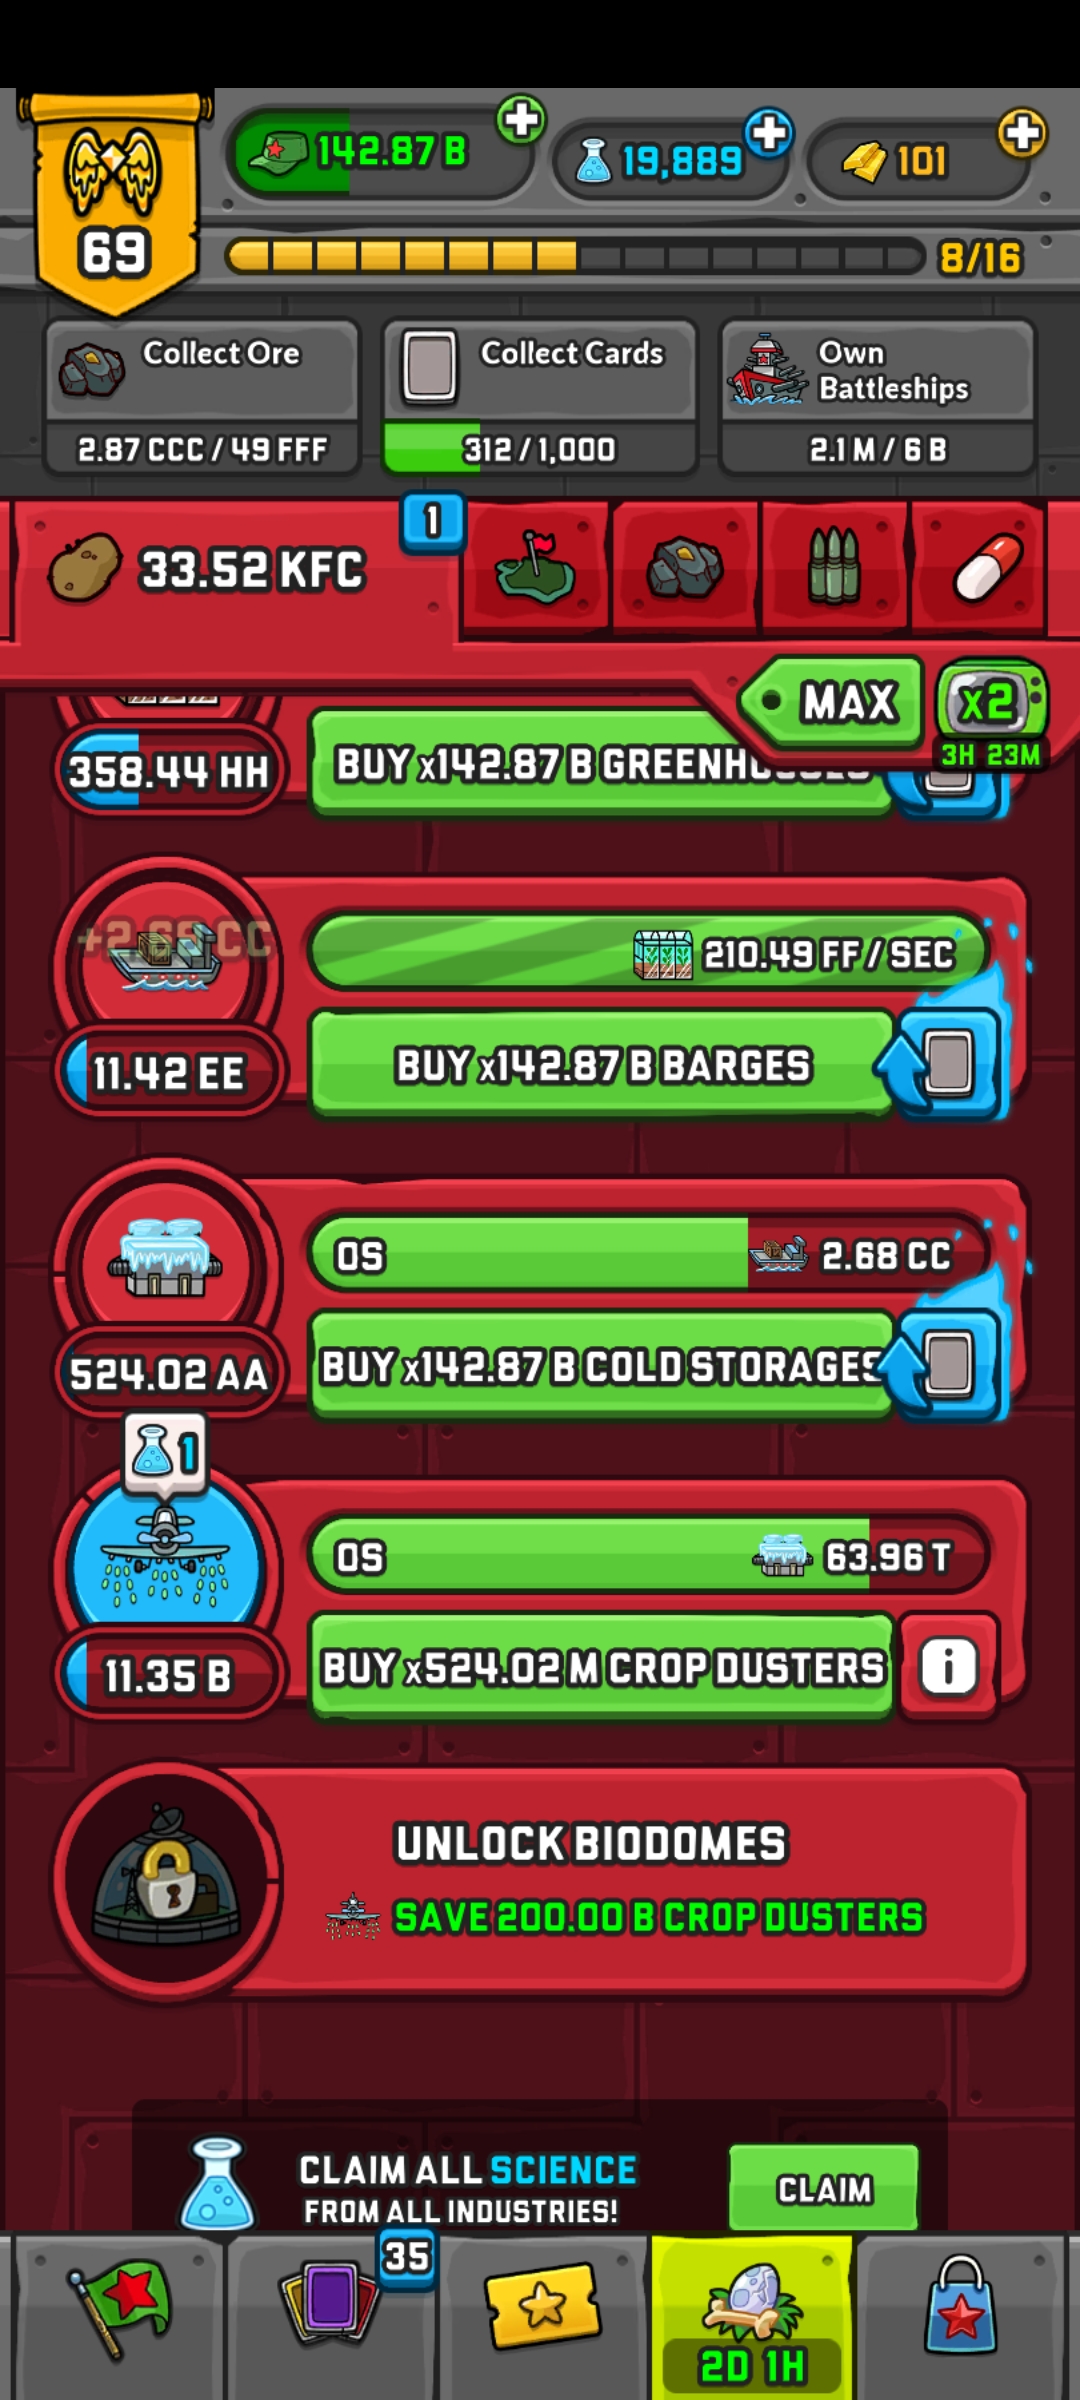 69
142.87 B
19,889
101
8/16
Collect Ore
2.87 CCC / 49 FFF
Collect Cards
312 / 1,000
Own
Battleships
2.1 M / 6 B
33.52 KFC
1
MAX
x2
3H 23M
358.44 HH
BUY x142.87 B GREENHOUSES
+2.68 CC
210.49 FF / SEC
11.42 EE
BUY x142.87 B BARGES
0S
2.68 CC
524.02 AA
BUY x142.87 B COLD STORAGES
1
0S
63.96 T
11.35 B
BUY x524.02 M CROP DUSTERS
i
UNLOCK BIODOMES
SAVE 200.00 B CROP DUSTERS
CLAIM ALL SCIENCE
FROM ALL INDUSTRIES!
CLAIM
35
2D 1H